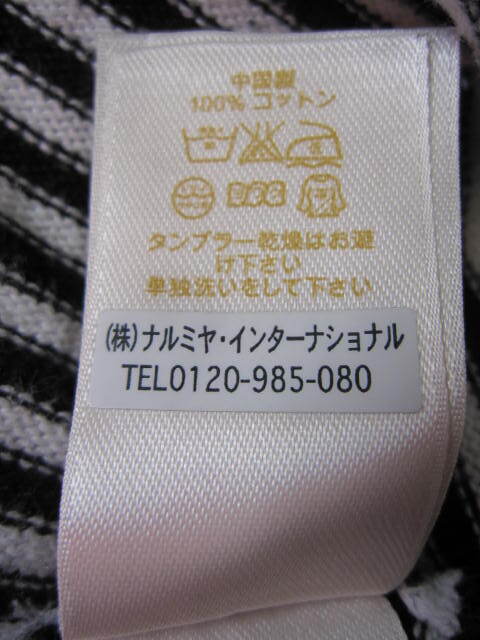 中国製
100% コットン
タンブラー乾燥はお避
け下さい
単独洗いをして下さい
(株)ナルミヤ・インターナショナル
TEL0120-985-080